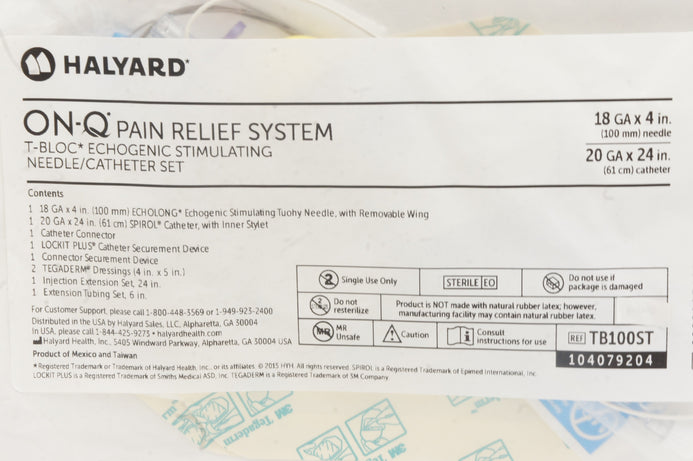 HALYARD*
ON-Q* PAIN RELIEF SYSTEM
T-BLOC* ECHOGENIC STIMULATING
NEEDLE/CATHETER SET
18 GA x 4 in.
(100 mm) needle
20 GA x 24 in.
(61 cm) catheter
Contents
1 18 GA x 4 in. (100 mm) ECHOLONG* Echogenic Stimulating Tuohy Needle, with Removable Wing
1 20 GA x 24 in. (61 cm) SPIROL® Catheter, with Inner Stylet
1 Catheter Connector
1 LOCKIT PLUS® Catheter Securement Device
1 Connector Securement Device
2 TEGADERM® Dressings (4 in. x 5 in.)
1 Injection Extension Set, 24 in.
1 Extension Tubing Set, 6 in.
For Customer Support, please call 1-800-448-3569 or 1-949-923-2400
Distributed in the USA by Halyard Sales, LLC, Alpharetta, GA 30004
In USA, please call 1-844-425-9273 • halyardhealth.com
Halyard Health, Inc., 5405 Windward Parkway, Alpharetta, GA 30004 USA
Product of Mexico and Taiwan
*Registered Trademark or Trademark of Halyard Health, Inc., or its affiliates. © 2015 HYH. All rights reserved. SPIROL is a Registered Trademark of Epimed International, Inc.
LOCKIT PLUS is a Registered Trademark of Smiths Medical ASD, Inc. TEGADERM is a Registered Trademark of 3M Company
2 Single Use Only
STERILE EO
Do not use if
package is damaged
2 Do not
resterilize
Product is NOT made with natural rubber latex; however,
manufacturing facility may contain natural rubber latex.
MR MR
Unsafe
Caution
Consult
instructions for use
REF TB100ST
104079204
3M
Tegaderm
3M
Tegaderm